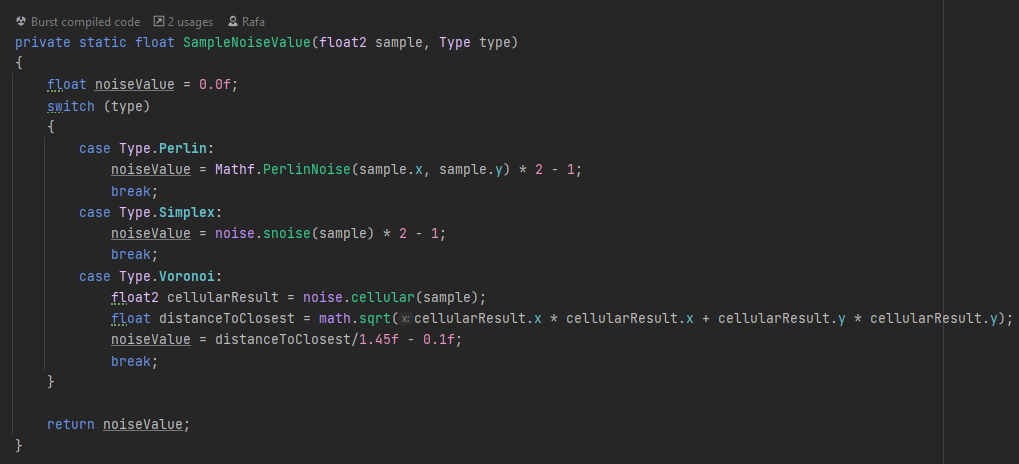 Burst compiled code 2 usages Rafa
private static float SampleNoiseValue(float2 sample, Type type)
{
    float noiseValue = 0.0f;
    switch (type)
    {
        case Type.Perlin:
            noiseValue = Mathf.PerlinNoise(sample.x, sample.y) * 2 - 1;
            break;
        case Type.Simplex:
            noiseValue = noise.snoise(sample) * 2 - 1;
            break;
        case Type.Voronoi:
            float2 cellularResult = noise.cellular(sample);
            float distanceToClosest = math.sqrt(x: cellularResult.x * cellularResult.x + cellularResult.y * cellularResult.y);
            noiseValue = distanceToClosest/1.45f - 0.1f;
            break;
    }
    return noiseValue;
}